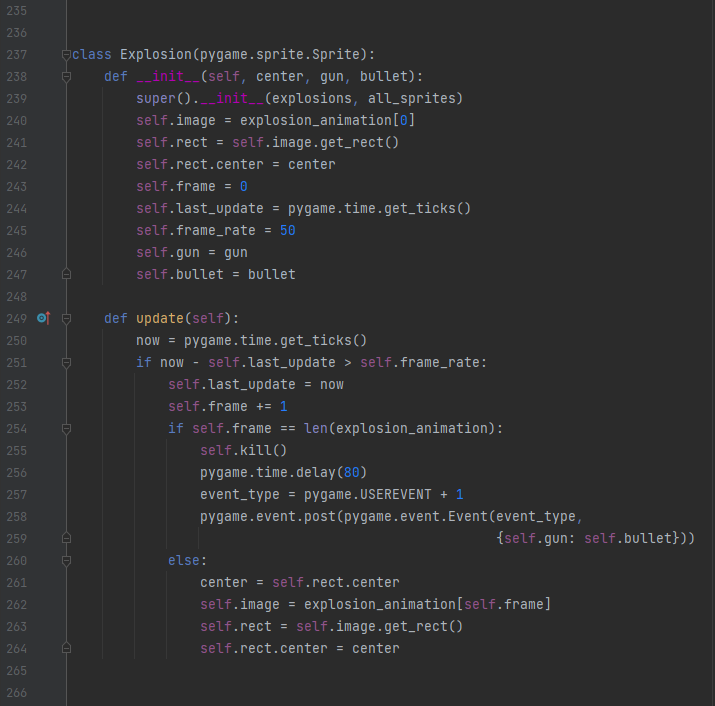 235
236
237 class Explosion(pygame.sprite.Sprite):
238     def __init__(self, center, gun, bullet):
239         super().__init__(explosions, all_sprites)
240         self.image = explosion_animation[0]
241         self.rect = self.image.get_rect()
242         self.rect.center = center
243         self.frame = 0
244         self.last_update = pygame.time.get_ticks()
245         self.frame_rate = 50
246         self.gun = gun
247         self.bullet = bullet
248
249     def update(self):
250         now = pygame.time.get_ticks()
251         if now - self.last_update > self.frame_rate:
252             self.last_update = now
253             self.frame += 1
254             if self.frame == len(explosion_animation):
255                 self.kill()
256                 pygame.time.delay(80)
257                 event_type = pygame.USEREVENT + 1
258                 pygame.event.post(pygame.event.Event(event_type,
259                                                      {self.gun: self.bullet}))
260             else:
261                 center = self.rect.center
262                 self.image = explosion_animation[self.frame]
263                 self.rect = self.image.get_rect()
264                 self.rect.center = center
265
266